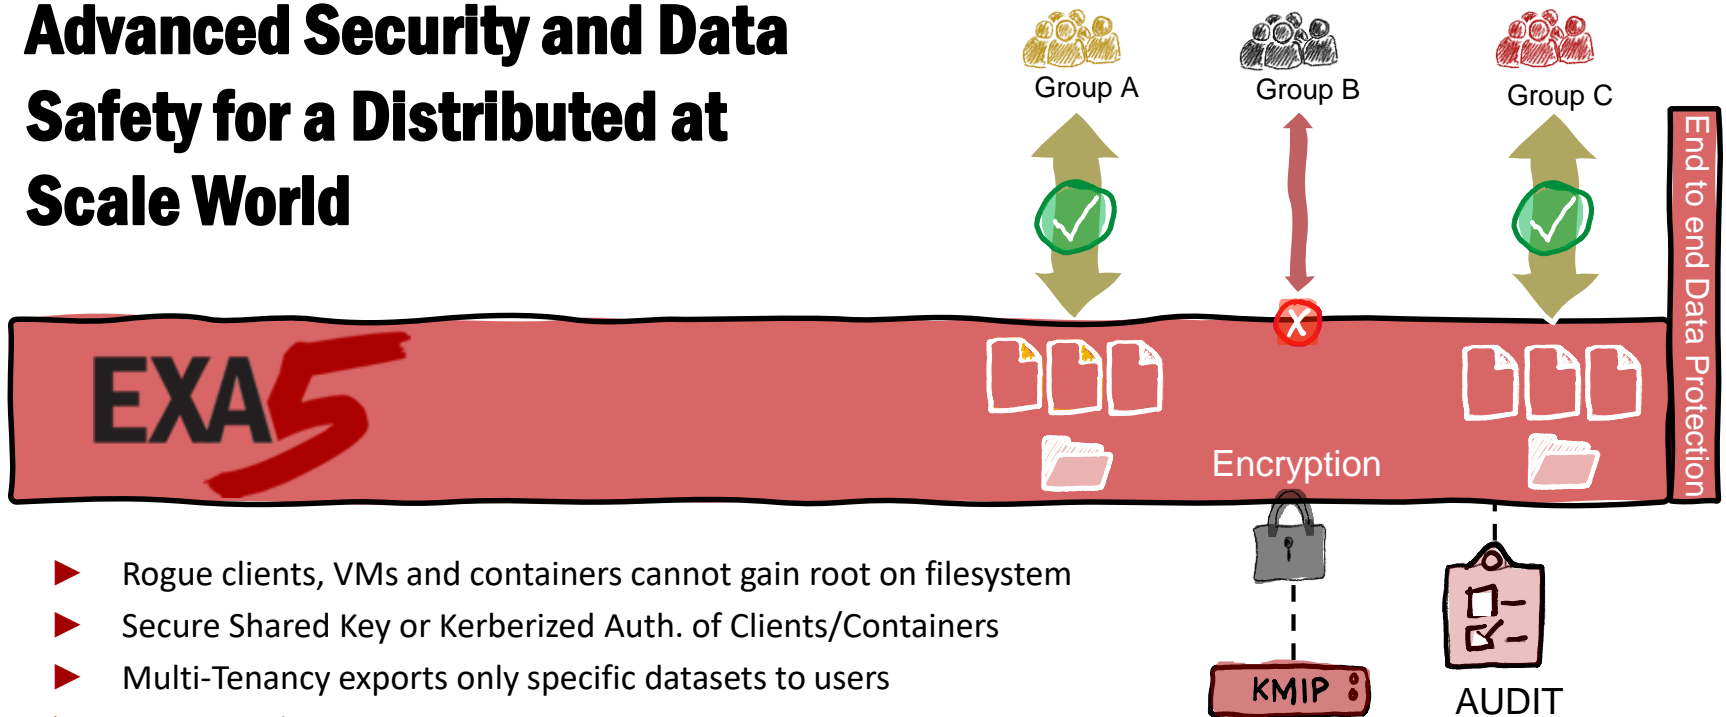 Advanced Security and Data
Safety for a Distributed at
Scale World
Group A
Group B
Group C
End to end Data Protection
EXA5
Encryption
► Rogue clients, VMs and containers cannot gain root on filesystem
► Secure Shared Key or Kerberized Auth. of Clients/Containers
► Multi-Tenancy exports only specific datasets to users
KMIP
AUDIT